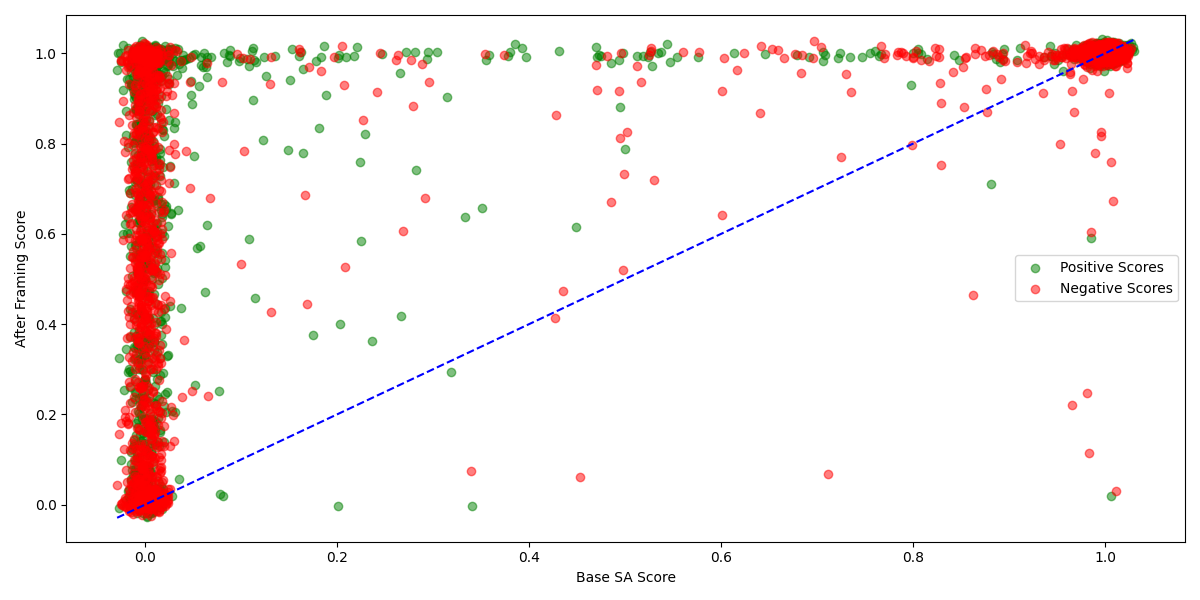 1.0
0.8
0.6
0.4
0.2
0.0
After Framing Score
Positive Scores
Negative Scores
0.0 0.2 0.4 0.6 0.8 1.0
Base SA Score